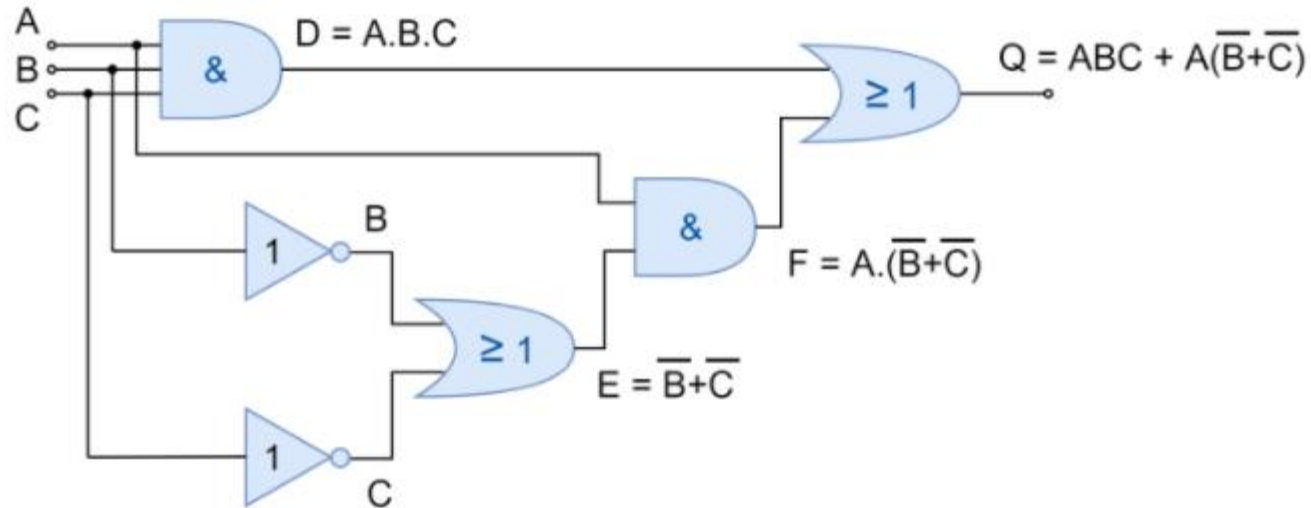 A
B
C
&
D = A.B.C
≥ 1
Q = ABC + A(B̅+C̅)
1
B
&
F = A.(B̅+C̅)
≥ 1
E = B̅+C̅
1
C